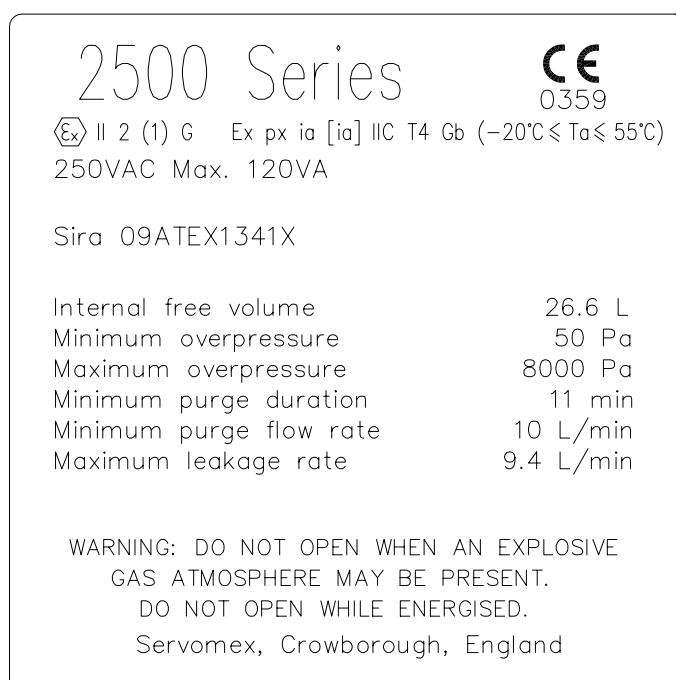 2500 Series
CE
0359
Ex II 2 (1) G Ex px ia [ia] IIC T4 Gb (−20°C ≤ Ta ≤ 55°C)
250VAC Max. 120VA
Sira 09ATEX1341X
Internal free volume 26.6 L
Minimum overpressure 50 Pa
Maximum overpressure 8000 Pa
Minimum purge duration 11 min
Minimum purge flow rate 10 L/min
Maximum leakage rate 9.4 L/min
WARNING: DO NOT OPEN WHEN AN EXPLOSIVE
GAS ATMOSPHERE MAY BE PRESENT.
DO NOT OPEN WHILE ENERGISED.
Servomex, Crowborough, England